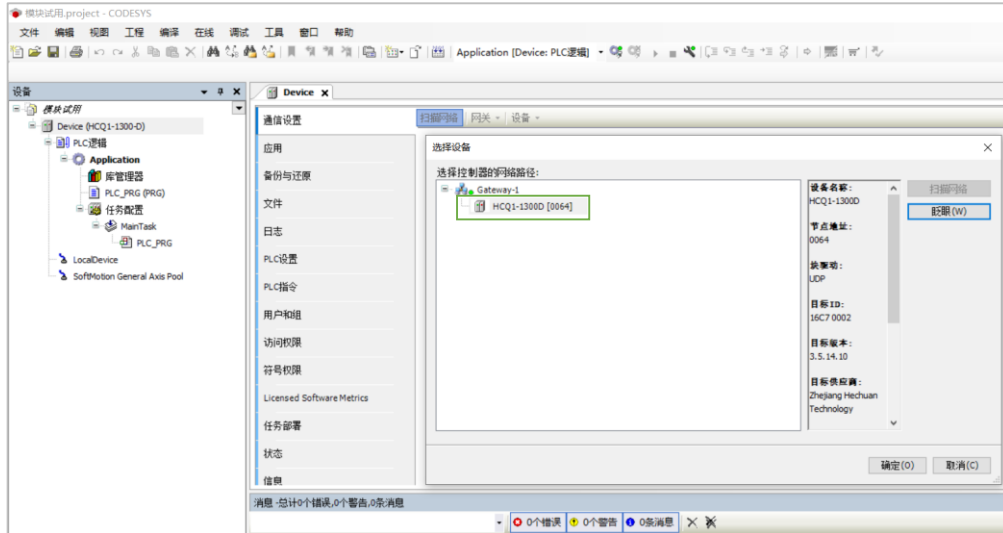 模块试用.project - CODESYS
文件 编辑 视图 工程 编译 在线 调试 工具 窗口 帮助
Application [Device: PLC逻辑]
设备
模块试用
Device (HCQ1-1300-D)
PLC逻辑
Application
库管理器
PLC_PRG (PRG)
任务配置
MainTask
PLC_PRG
LocalDevice
SoftMotion General Axis Pool
Device
通信设置
应用
备份与还原
文件
日志
PLC设置
PLC指令
用户和组
访问权限
符号权限
Licensed Software Metrics
任务部署
状态
信息
扫描网络 网关 设备
选择设备
选择控制器的网络路径:
Gateway-1
HCQ1-1300D [0064]
设备名称:
HCQ1-1300D
节点地址:
0064
块驱动:
UDP
目标ID:
16C7 0002
目标版本:
3.5.14.10
目标供应商:
Zhejiang Hechuan
Technology
扫描网络
眨眼(W)
确定(O) 取消(C)
消息 -总计0个错误,0个警告,0条消息
0个错误 0个警告 0条消息